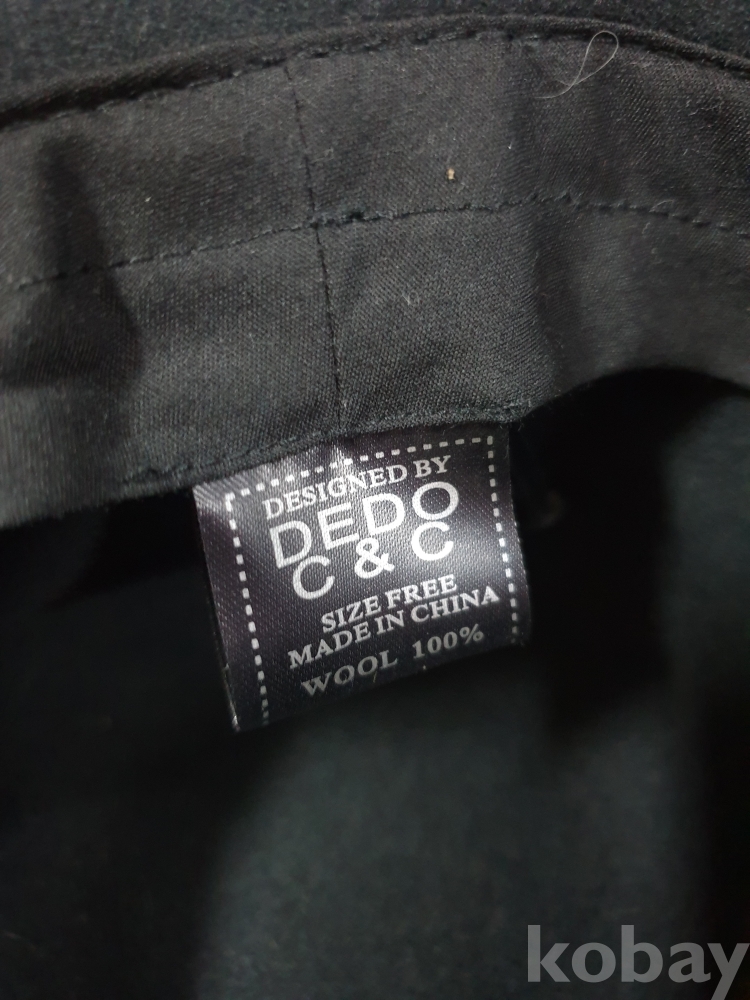 DESIGNED BY
DEDO
C & C
SIZE FREE
MADE IN CHINA
WOOL 100%
kobay